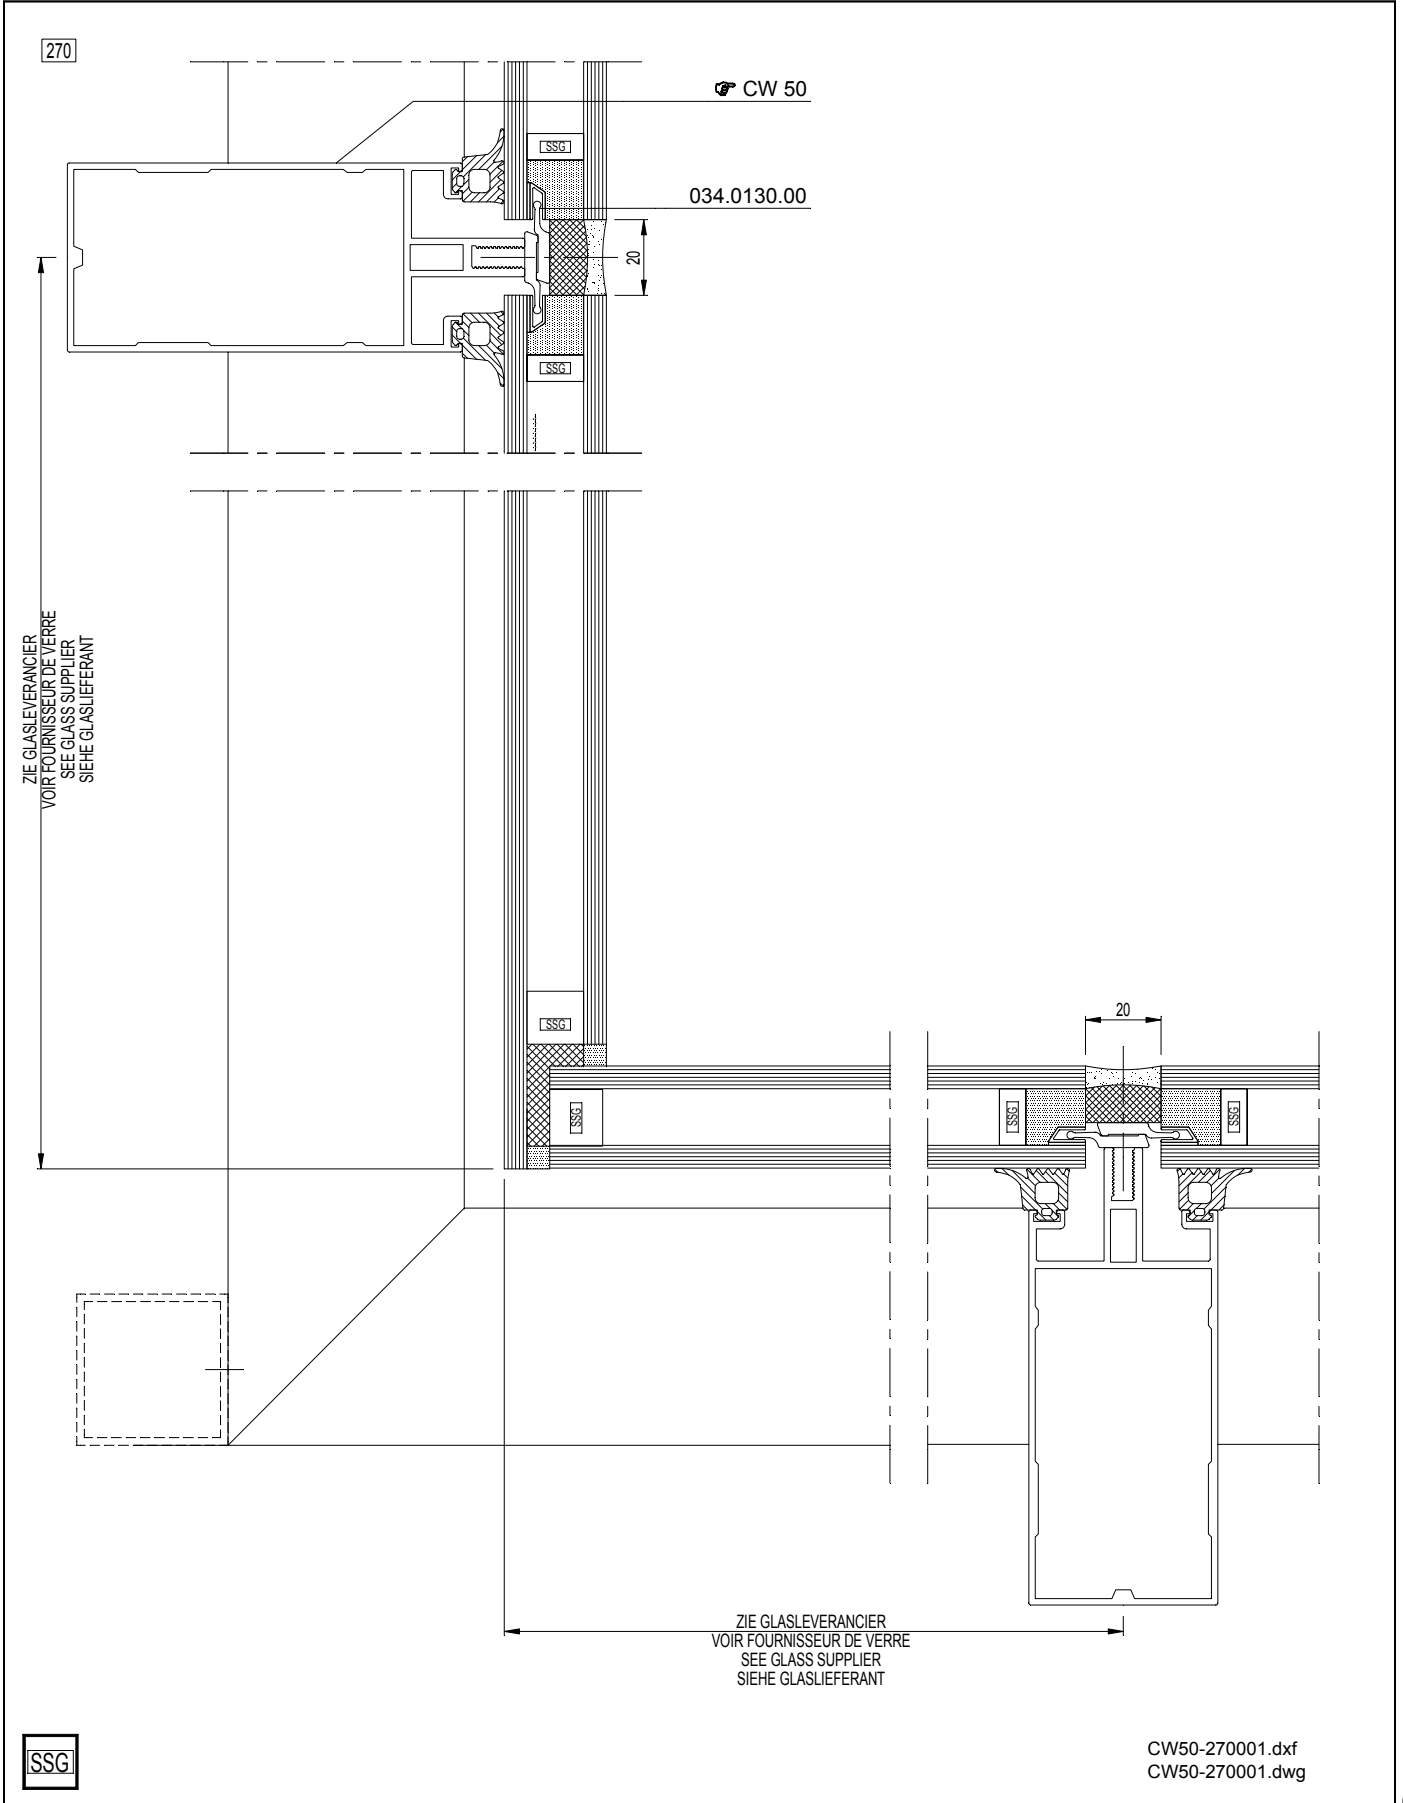 270
☞ CW 50
SSG
034.0130.00
20
SSG
ZIE GLASLEVERANCIER
VOIR FOURNISSEUR DE VERRE
SEE GLASS SUPPLIER
SIEHE GLASLIEFERANT
SSG
20
SSG
SSG
SSG
ZIE GLASLEVERANCIER
VOIR FOURNISSEUR DE VERRE
SEE GLASS SUPPLIER
SIEHE GLASLIEFERANT
SSG
CW50-270001.dxf
CW50-270001.dwg